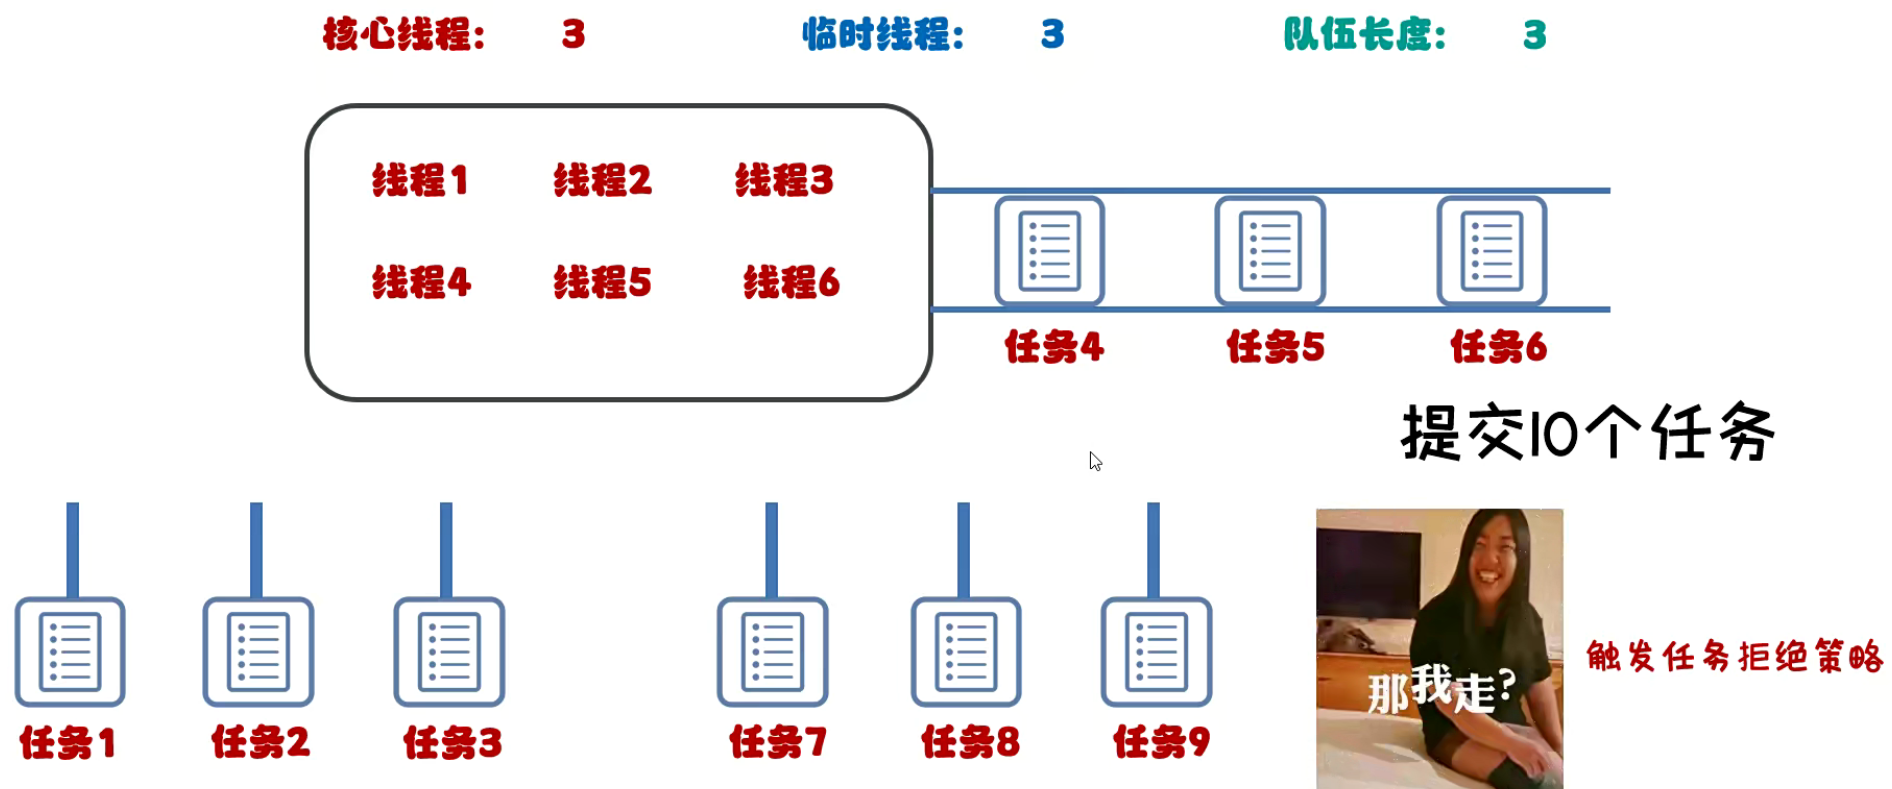 核心线程： 3
临时线程： 3
队伍长度： 3
线程1 线程2 线程3
线程4 线程5 线程6
任务4 任务5 任务6
提交10个任务
那我走?
触发任务拒绝策略
任务1 任务2 任务3 任务7 任务8 任务9